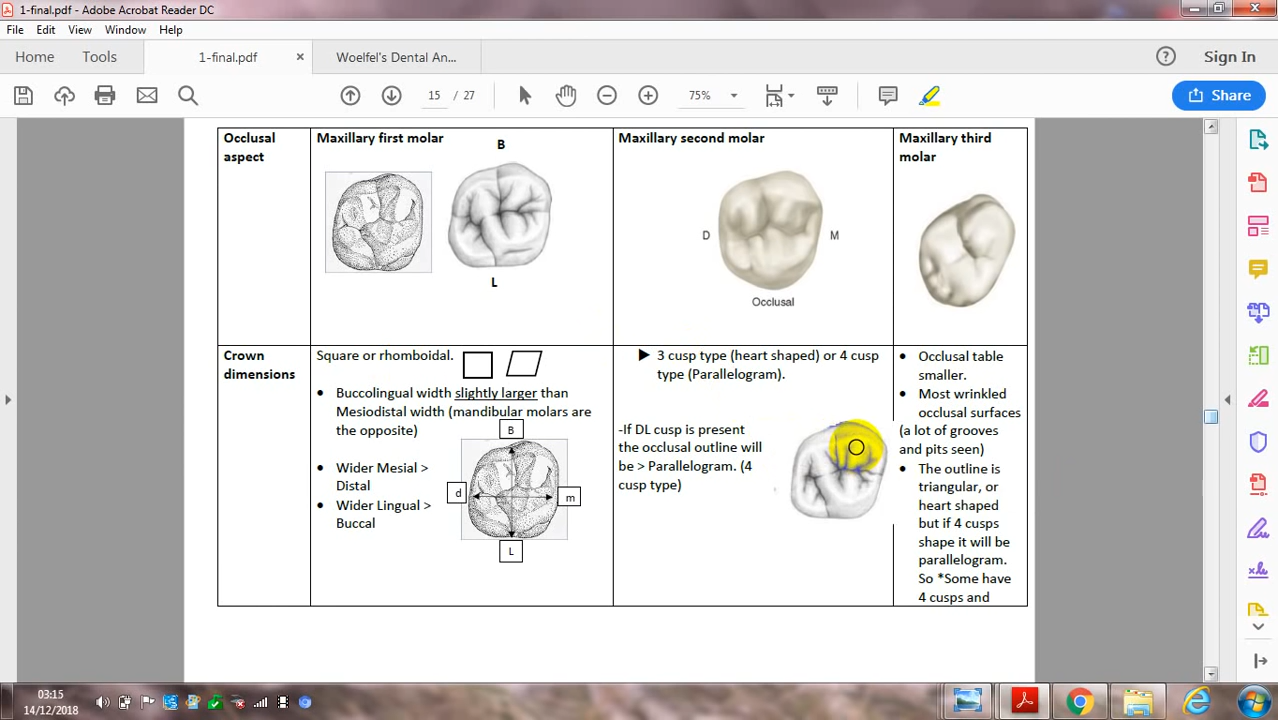 1-final.pdf - Adobe Acrobat Reader DC
File Edit View Window Help
Home Tools 1-final.pdf × Woelfel's Dental An... Sign In
15 / 27 75% Share
Occlusal aspect
Maxillary first molar
B
L
Maxillary second molar
D
M
Occlusal
Maxillary third
molar
Crown
dimensions
Square or rhomboidal.
• Buccolingual width slightly larger than
Mesiodistal width (mandibular molars are
the opposite)
• Wider Mesial >
Distal
• Wider Lingual >
Buccal
B
d
m
L
3 cusp type (heart shaped) or 4 cusp
type (Parallelogram).
-If DL cusp is present
the occlusal outline will
be > Parallelogram. (4
cusp type)
• Occlusal table
smaller.
• Most wrinkled
occlusal surfaces
(a lot of grooves
and pits seen)
• The outline is
triangular, or
heart shaped
but if 4 cusps
shape it will be
parallelogram.
So *Some have
4 cusps and
03:15
14/12/2018